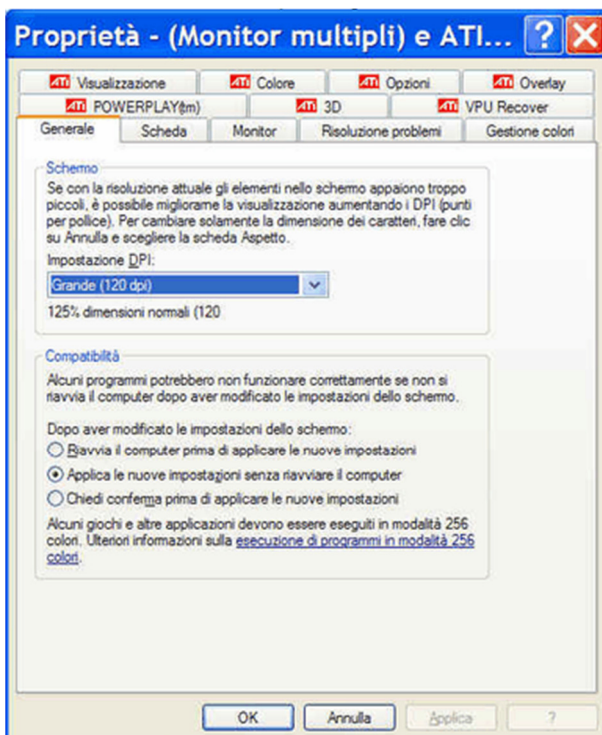 Proprietà - (Monitor multipli) e ATI...
ATI Visualizzazione ATI Colore ATI Opzioni ATI Overlay
ATI POWERPLAY(tm) ATI 3D ATI VPU Recover
Generale Scheda Monitor Risoluzione problemi Gestione colori
Schermo
Se con la risoluzione attuale gli elementi nello schermo appaiono troppo
piccoli, è possibile migliorarne la visualizzazione aumentando i DPI (punti
per pollice). Per cambiare solamente la dimensione dei caratteri, fare clic
su Annulla e scegliere la scheda Aspetto.
Impostazione DPI:
Grande (120 dpi)
125% dimensioni normali (120
Compatibilità
Alcuni programmi potrebbero non funzionare correttamente se non si
riavvia il computer dopo aver modificato le impostazioni dello schermo.
Dopo aver modificato le impostazioni dello schermo:
Riavvia il computer prima di applicare le nuove impostazioni
Applica le nuove impostazioni senza riavviare il computer
Chiedi conferma prima di applicare le nuove impostazioni
Alcuni giochi e altre applicazioni devono essere eseguiti in modalità 256
colori. Ulteriori informazioni sulla esecuzione di programmi in modalità 256
colori.
OK Annulla Applica ?